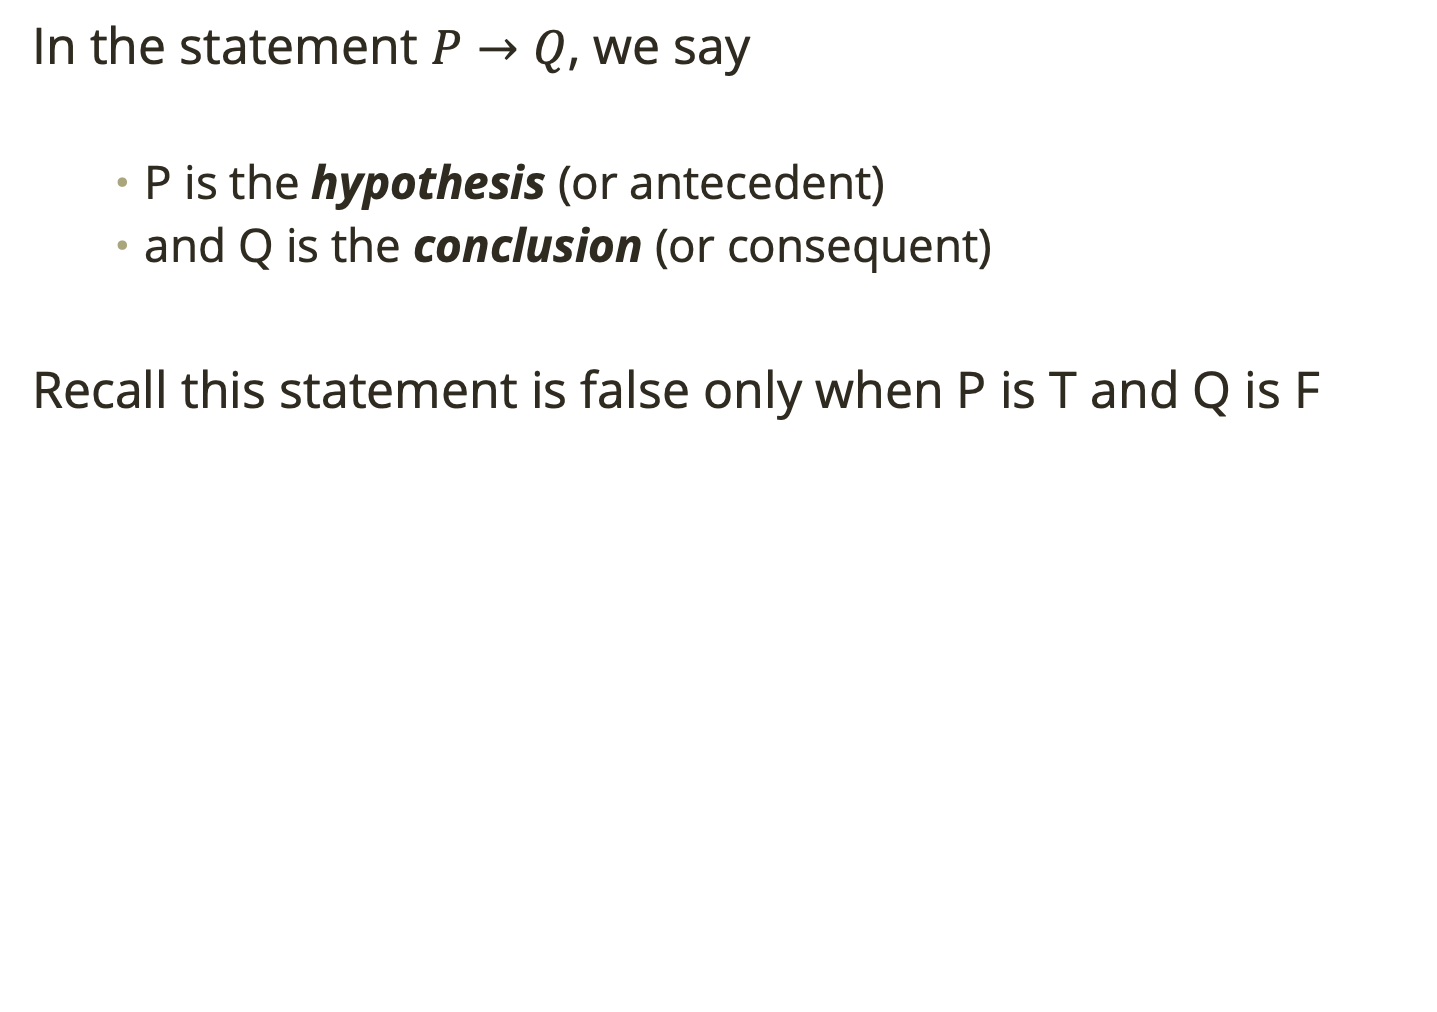 In the statement P → Q, we say
• P is the hypothesis (or antecedent)
• and Q is the conclusion (or consequent)
Recall this statement is false only when P is T and Q is F